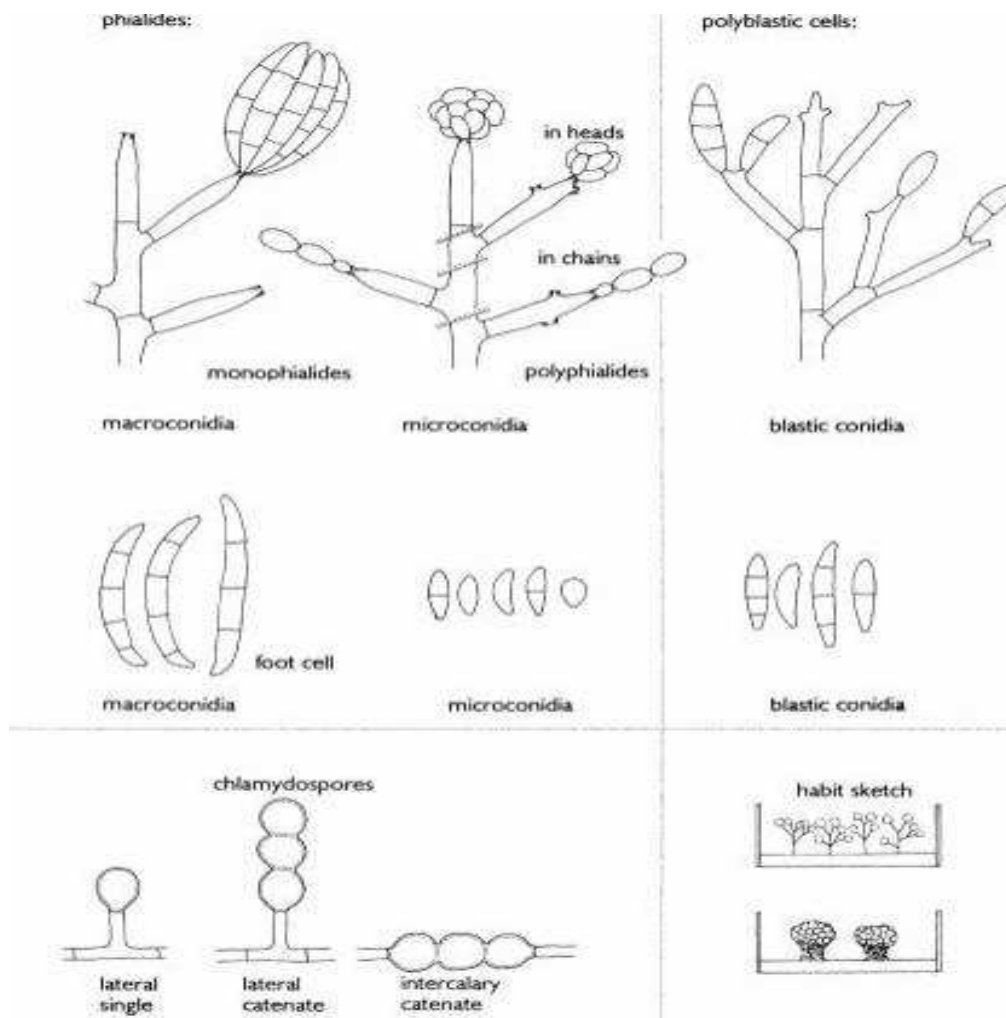 phialides:
polyblastic cells:
in heads
in chains
monophialides
polyphialides
macroconidia
microconidia
blastic conidia
foot cell
macroconidia
microconidia
blastic conidia
chlamydospores
habit sketch
lateral
single
lateral
catenate
intercalary
catenate